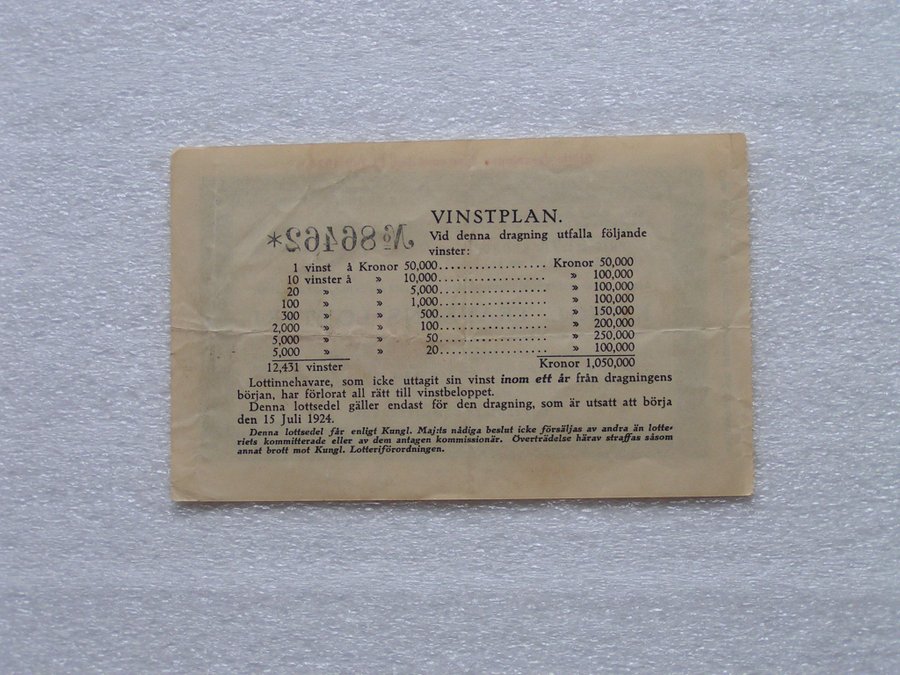 VINSTPLAN.
№ 86462*
Vid denna dragning utfalla följande
vinster:
1 vinst å Kronor 50,000.................. Kronor 50,000
10 vinster å » 10,000.................. » 100,000
20 » » 5,000.................. » 100,000
100 » » 1,000.................. » 100,000
300 » » 500.................. » 150,000
2,000 » » 100.................. » 200,000
5,000 » » 50.................. » 250,000
5,000 » » 20.................. » 100,000
12,431 vinster Kronor 1,050,000
Lottinnehavare, som icke uttagit sin vinst inom ett år från dragningens
början, har förlorat all rätt till vinstbeloppet.
Denna lottsedel gäller endast för den dragning, som är utsatt att börja
den 15 Juli 1924.
Denna lottsedel får enligt Kungl. Maj:ts nådiga beslut icke försäljas av andra än lotte-
riets kommitterade eller av dem antagen kommissionär. Överträdelse härav straffas såsom
annat brott mot Kungl. Lotteriförordningen.